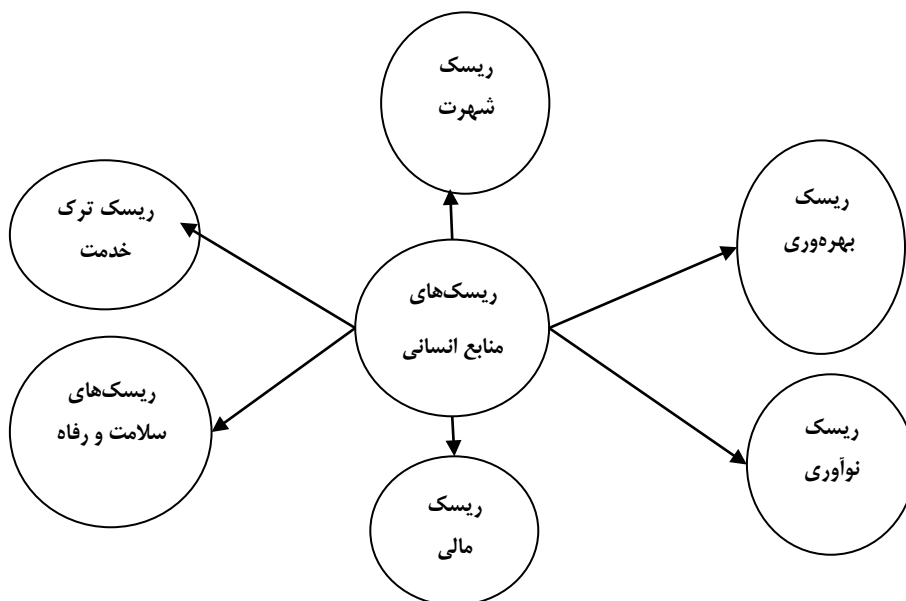 ریسک
شهرت
ریسک
بهره‌وری
ریسک ترک
خدمت
ریسک‌های
منابع انسانی
ریسک‌های
سلامت و رفاه
ریسک
نوآوری
ریسک
مالی